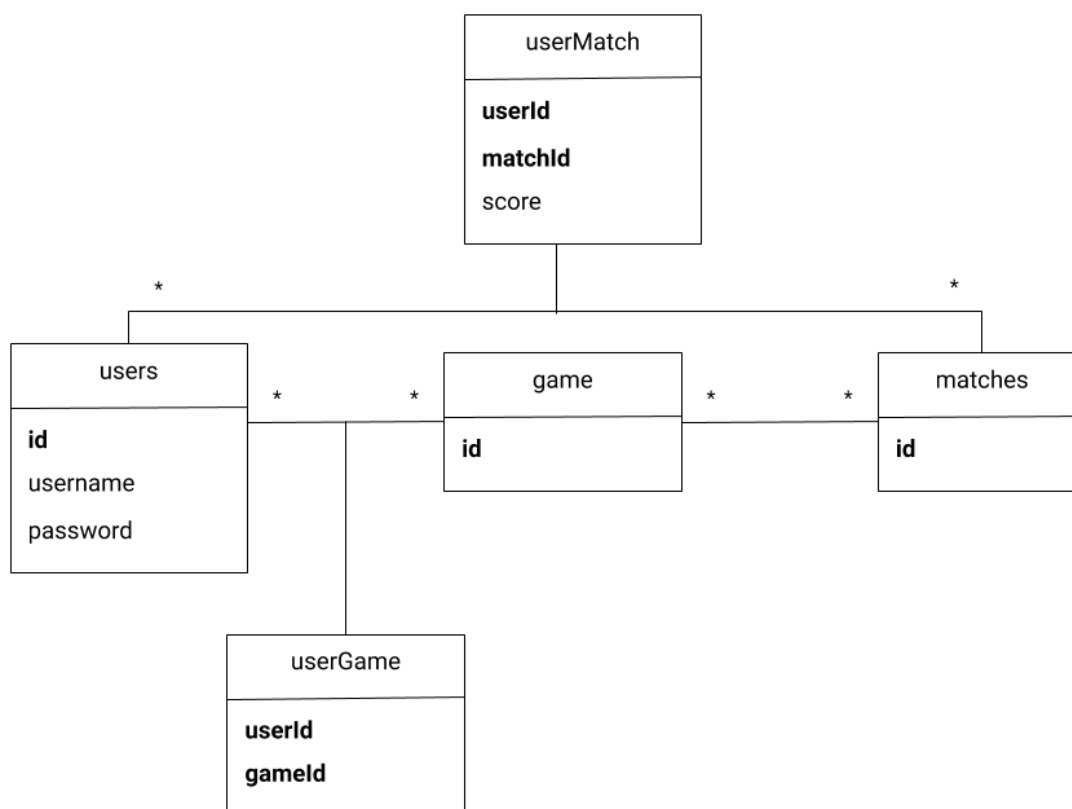 userMatch
userId
matchId
score
*
*
users
id
username
password
*
*
game
id
*
*
matches
id
userGame
userId
gameId